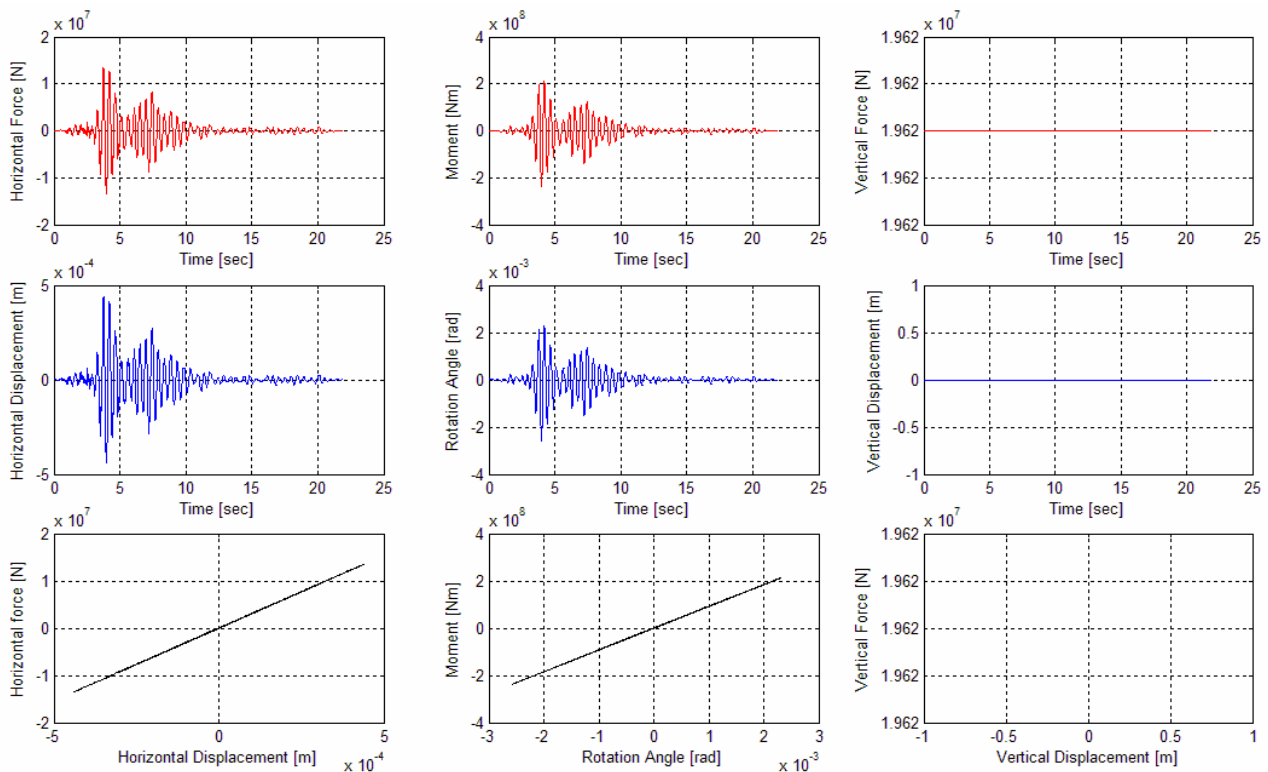 x 10^7
Horizontal Force [N]
2
1
0
-1
-2
0 5 10 15 20 25
Time [sec]
x 10^8
Moment [Nm]
4
2
0
-2
-4
0 5 10 15 20 25
Time [sec]
x 10^7
Vertical Force [N]
1.962
1.962
1.962
1.962
1.962
0 5 10 15 20 25
Time [sec]
x 10^-4
Horizontal Displacement [m]
5
0
-5
0 5 10 15 20 25
Time [sec]
x 10^-3
Rotation Angle [rad]
4
2
0
-2
-4
0 5 10 15 20 25
Time [sec]
Vertical Displacement [m]
1
0.5
0
-0.5
-1
0 5 10 15 20 25
Time [sec]
x 10^7
Horizontal force [N]
2
1
0
-1
-2
-5 0 5
Horizontal Displacement [m]
x 10^-4
x 10^8
Moment [Nm]
4
2
0
-2
-4
-3 -2 -1 0 1 2 3
Rotation Angle [rad]
x 10^-3
x 10^7
Vertical Force [N]
1.962
1.962
1.962
1.962
1.962
-1 -0.5 0 0.5 1
Vertical Displacement [m]